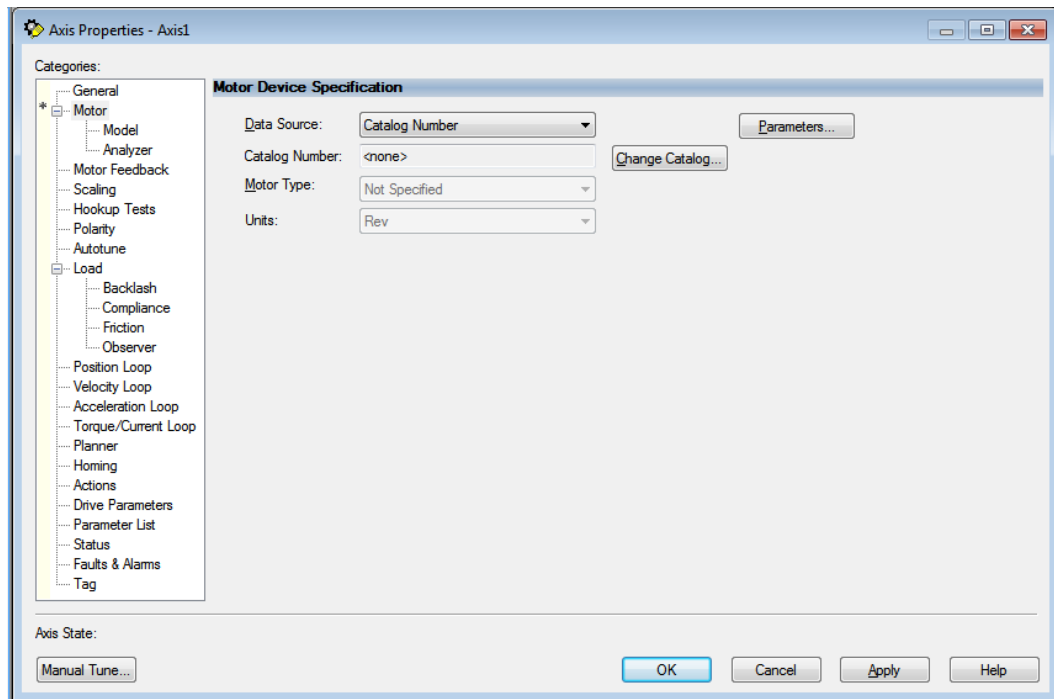 Axis Properties - Axis1
Categories:
General
* Motor
Model
Analyzer
Motor Feedback
Scaling
Hookup Tests
Polarity
Autotune
Load
Backlash
Compliance
Friction
Observer
Position Loop
Velocity Loop
Acceleration Loop
Torque/Current Loop
Planner
Homing
Actions
Drive Parameters
Parameter List
Status
Faults & Alarms
Tag
Motor Device Specification
Data Source: Catalog Number Parameters...
Catalog Number: <none> Change Catalog...
Motor Type: Not Specified
Units: Rev
Axis State:
Manual Tune... OK Cancel Apply Help